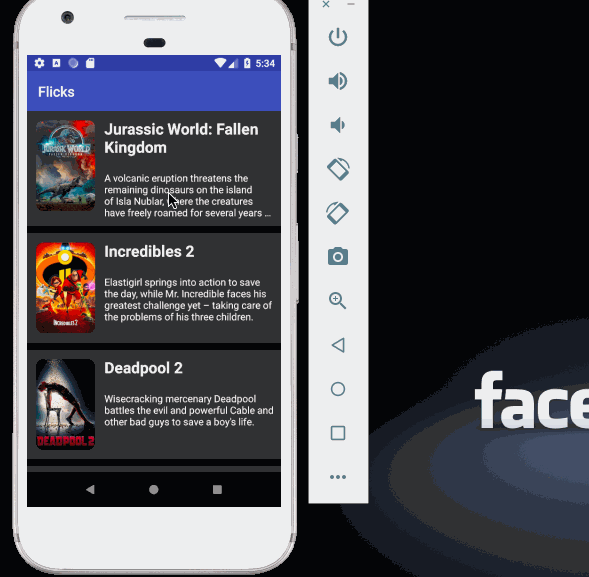 5:34
Flicks
Jurassic World: Fallen
Kingdom
A volcanic eruption threatens the
remaining dinosaurs on the island
of Isla Nublar, where the creatures
have freely roamed for several years ...
JURASSIC WORLD
Incredibles 2
Elastigirl springs into action to save
the day, while Mr. Incredible faces his
greatest challenge yet – taking care of
the problems of his three children.
INCREDIBLES 2
Deadpool 2
Wisecracking mercenary Deadpool
battles the evil and powerful Cable and
other bad guys to save a boy's life.
DEADPOOL 2
face